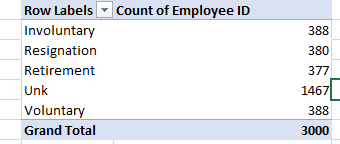 Row Labels Count of Employee ID
Involuntary 388
Resignation 380
Retirement 377
Unk 1467
Voluntary 388
Grand Total 3000